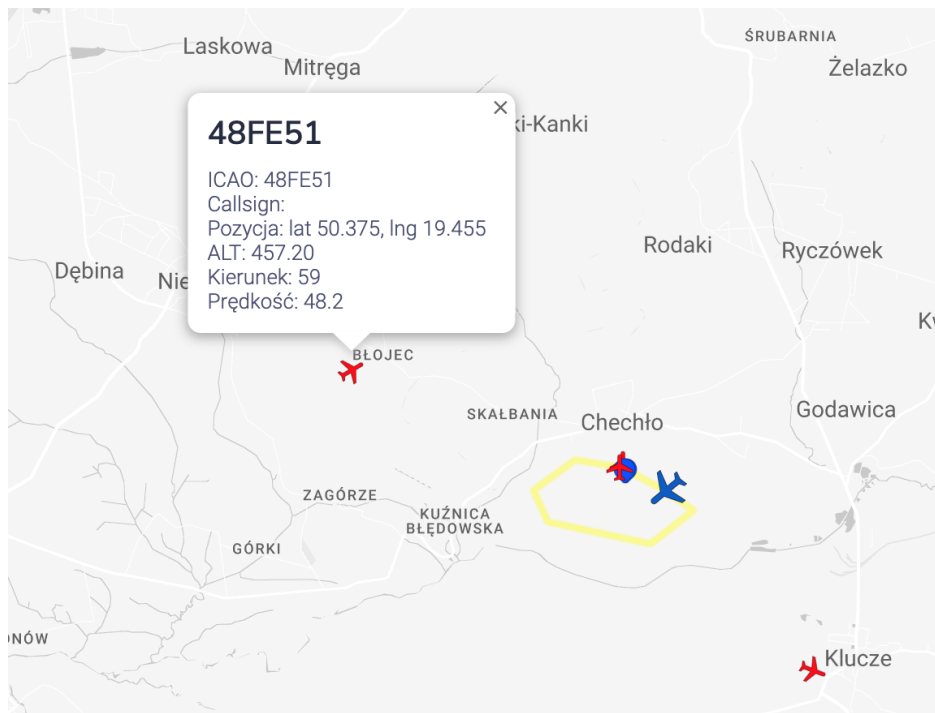 ŚRUBARNIA
Laskowa
Mitręga
Żelazko
ki-Kanki
×
48FE51
ICAO: 48FE51
Callsign:
Pozycja: lat 50.375, lng 19.455
ALT: 457.20
Kierunek: 59
Prędkość: 48.2
Rodaki
Ryczówek
Dębina
Nie
BŁOJEC
SKAŁBANIA
Chechło
Godawica
ZAGÓRZE
KUŹNICA
BŁĘDOWSKA
GÓRKI
Klucze